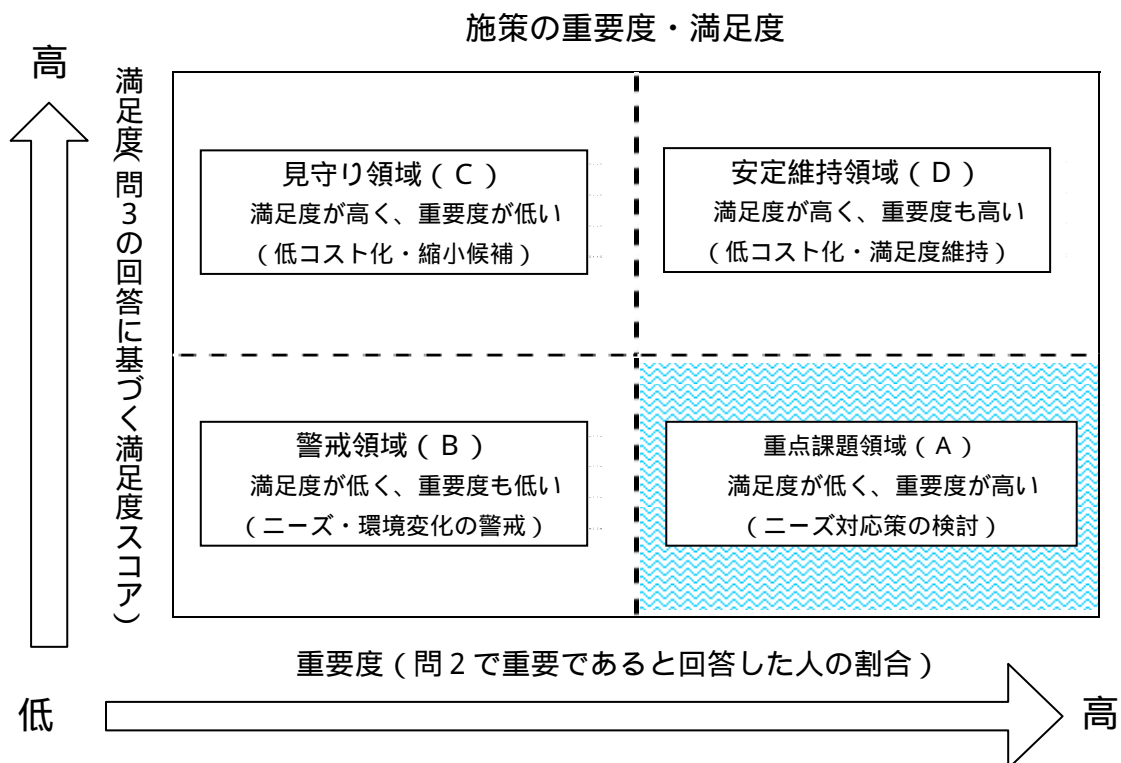 施策の重要度・満足度
高
満足度(問3の回答に基づく満足度スコア)
見守り領域(C)
満足度が高く、重要度が低い
(低コスト化・縮小候補)
安定維持領域(D)
満足度が高く、重要度も高い
(低コスト化・満足度維持)
警戒領域(B)
満足度が低く、重要度も低い
(ニーズ・環境変化の警戒)
重点課題領域(A)
満足度が低く、重要度が高い
(ニーズ対応策の検討)
重要度(問2で重要であると回答した人の割合)
低
高